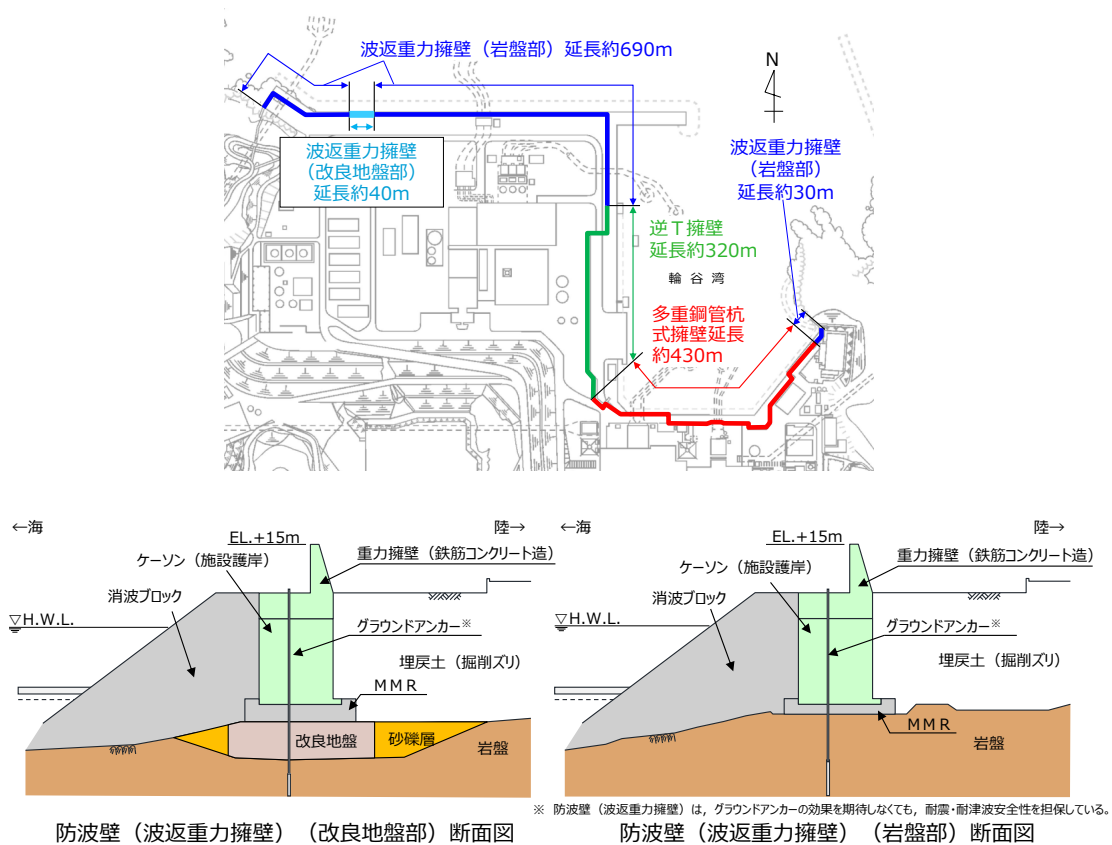 波返重力擁壁（岩盤部）延長約690m
N
波返重力擁壁
（改良地盤部）
延長約40m
波返重力擁壁
（岩盤部）
延長約30m
逆Ｔ擁壁
延長約320m
輪谷湾
多重鋼管杭
式擁壁延長
約430m
←海
陸→
EL.+15m
重力擁壁（鉄筋コンクリート造）
ケーソン（施設護岸）
消波ブロック
▽H.W.L.
グラウンドアンカー※
埋戻土（掘削ズリ）
ＭＭＲ
改良地盤
砂礫層
岩盤
防波壁（波返重力擁壁）（改良地盤部）断面図
←海
陸→
EL.+15m
重力擁壁（鉄筋コンクリート造）
ケーソン（施設護岸）
消波ブロック
▽H.W.L.
グラウンドアンカー※
埋戻土（掘削ズリ）
ＭＭＲ
岩盤
※ 防波壁（波返重力擁壁）は，グラウンドアンカーの効果を期待しなくても，耐震・耐津波安全性を担保している。
防波壁（波返重力擁壁）（岩盤部）断面図